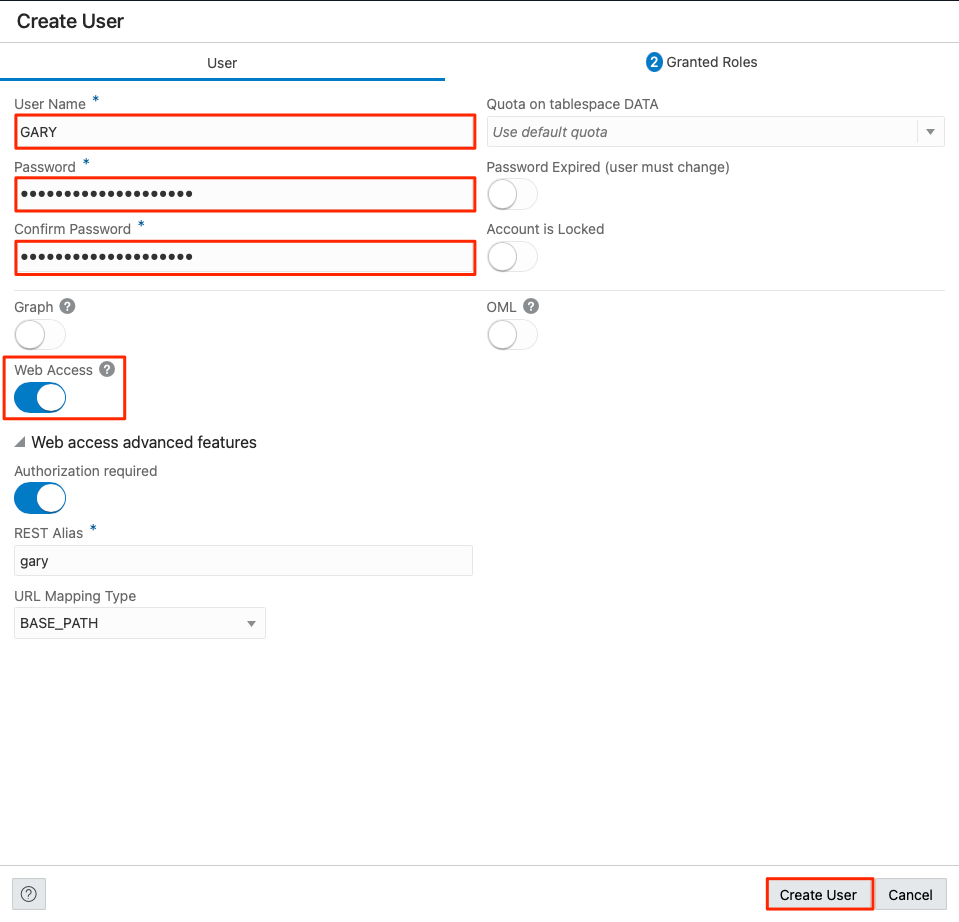 Create User
User
2 Granted Roles
User Name *
Quota on tablespace DATA
GARY
Use default quota
Password *
Password Expired (user must change)
••••••••••••••••••••
Confirm Password *
Account is Locked
••••••••••••••••••••
Graph ?
OML ?
Web Access ?
Web access advanced features
Authorization required
REST Alias *
gary
URL Mapping Type
BASE_PATH
?
Create User
Cancel